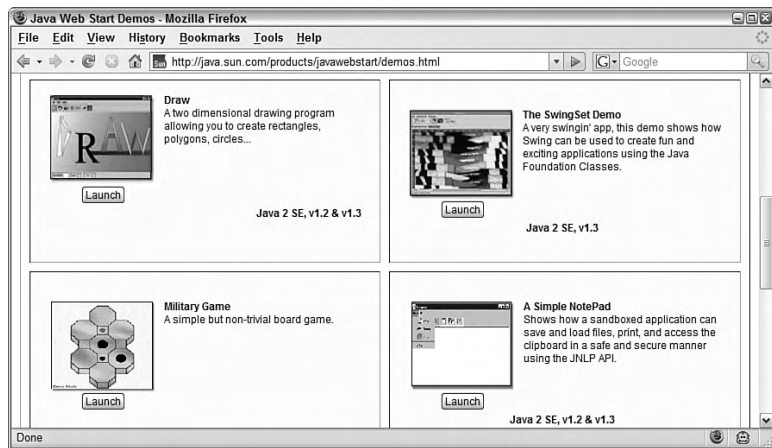 Java Web Start Demos - Mozilla Firefox
File Edit View History Bookmarks Tools Help
Sun http://java.sun.com/products/javawebstart/demos.html G Google
DRAW
Draw
A two dimensional drawing program
allowing you to create rectangles,
polygons, circles...
Launch
Java 2 SE, v1.2 & v1.3
The SwingSet Demo
A very swingin' app, this demo shows how
Swing can be used to create fun and
exciting applications using the Java
Foundation Classes.
Launch
Java 2 SE, v1.3
Military Game
A simple but non-trivial board game.
Launch
A Simple NotePad
Shows how a sandboxed application can
save and load files, print, and access the
clipboard in a safe and secure manner
using the JNLP API.
Launch
Java 2 SE, v1.2 & v1.3
Done